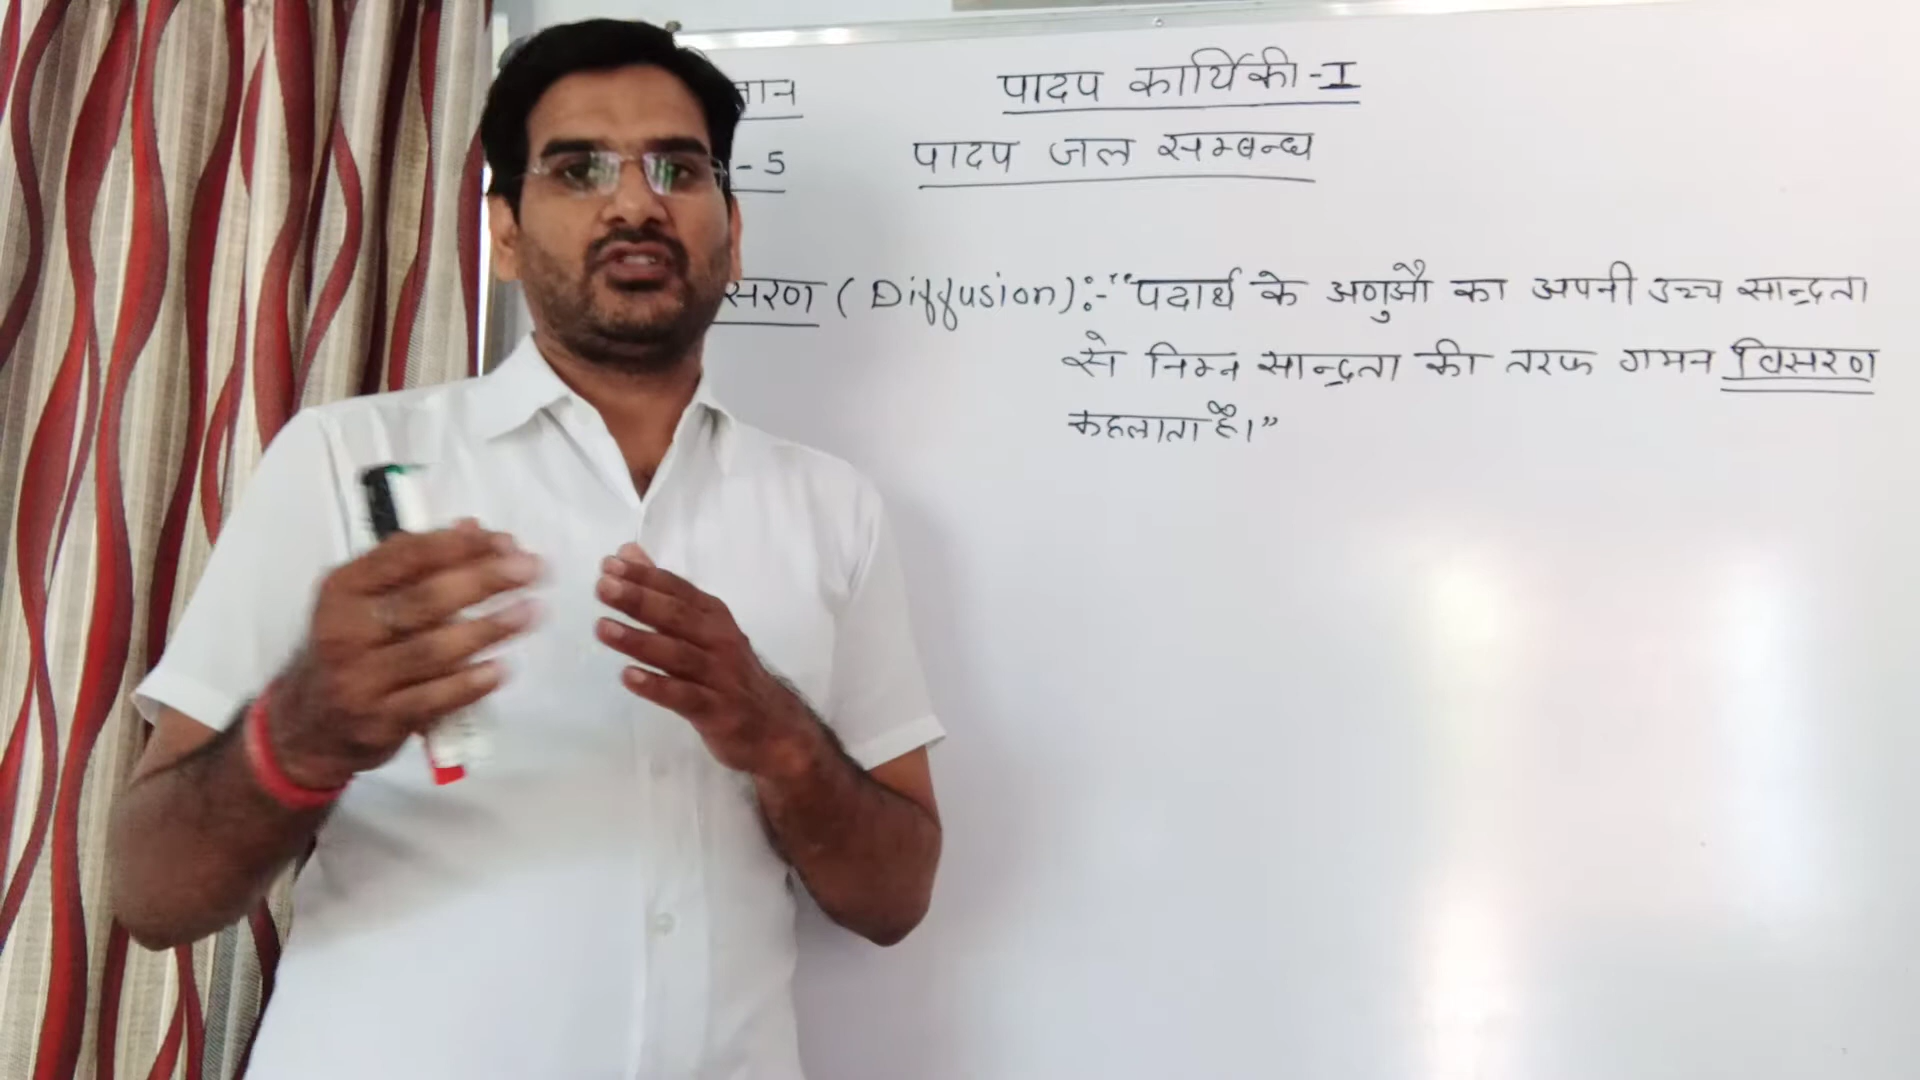 पादप कार्यिकी-I
- 5
पादप जल सम्बन्ध
सरण (Diffusion):- "पदार्थ के अणुओं का अपनी उच्च सान्द्रता
से निम्न सान्द्रता की तरफ गमन विसरण
कहलाता है।"